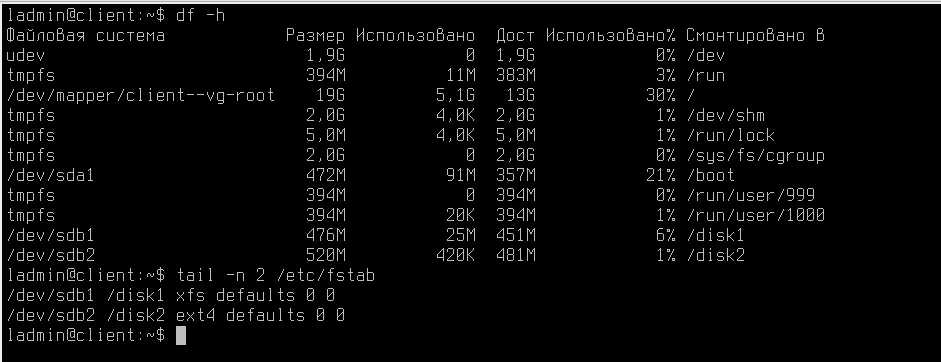 ladmin@client:~$ df -h
Файловая система Размер Использовано Дост Использовано% Смонтировано в
udev 1,9G 0 1,9G 0% /dev
tmpfs 394M 11M 383M 3% /run
/dev/mapper/client--vg-root 19G 5,1G 13G 30% /
tmpfs 2,0G 4,0K 2,0G 1% /dev/shm
tmpfs 5,0M 4,0K 5,0M 1% /run/lock
tmpfs 2,0G 0 2,0G 0% /sys/fs/cgroup
/dev/sda1 472M 91M 357M 21% /boot
tmpfs 394M 0 394M 0% /run/user/999
tmpfs 394M 20K 394M 1% /run/user/1000
/dev/sdb1 476M 25M 451M 6% /disk1
/dev/sdb2 520M 420K 481M 1% /disk2
ladmin@client:~$ tail -n 2 /etc/fstab
/dev/sdb1 /disk1 xfs defaults 0 0
/dev/sdb2 /disk2 ext4 defaults 0 0
ladmin@client:~$